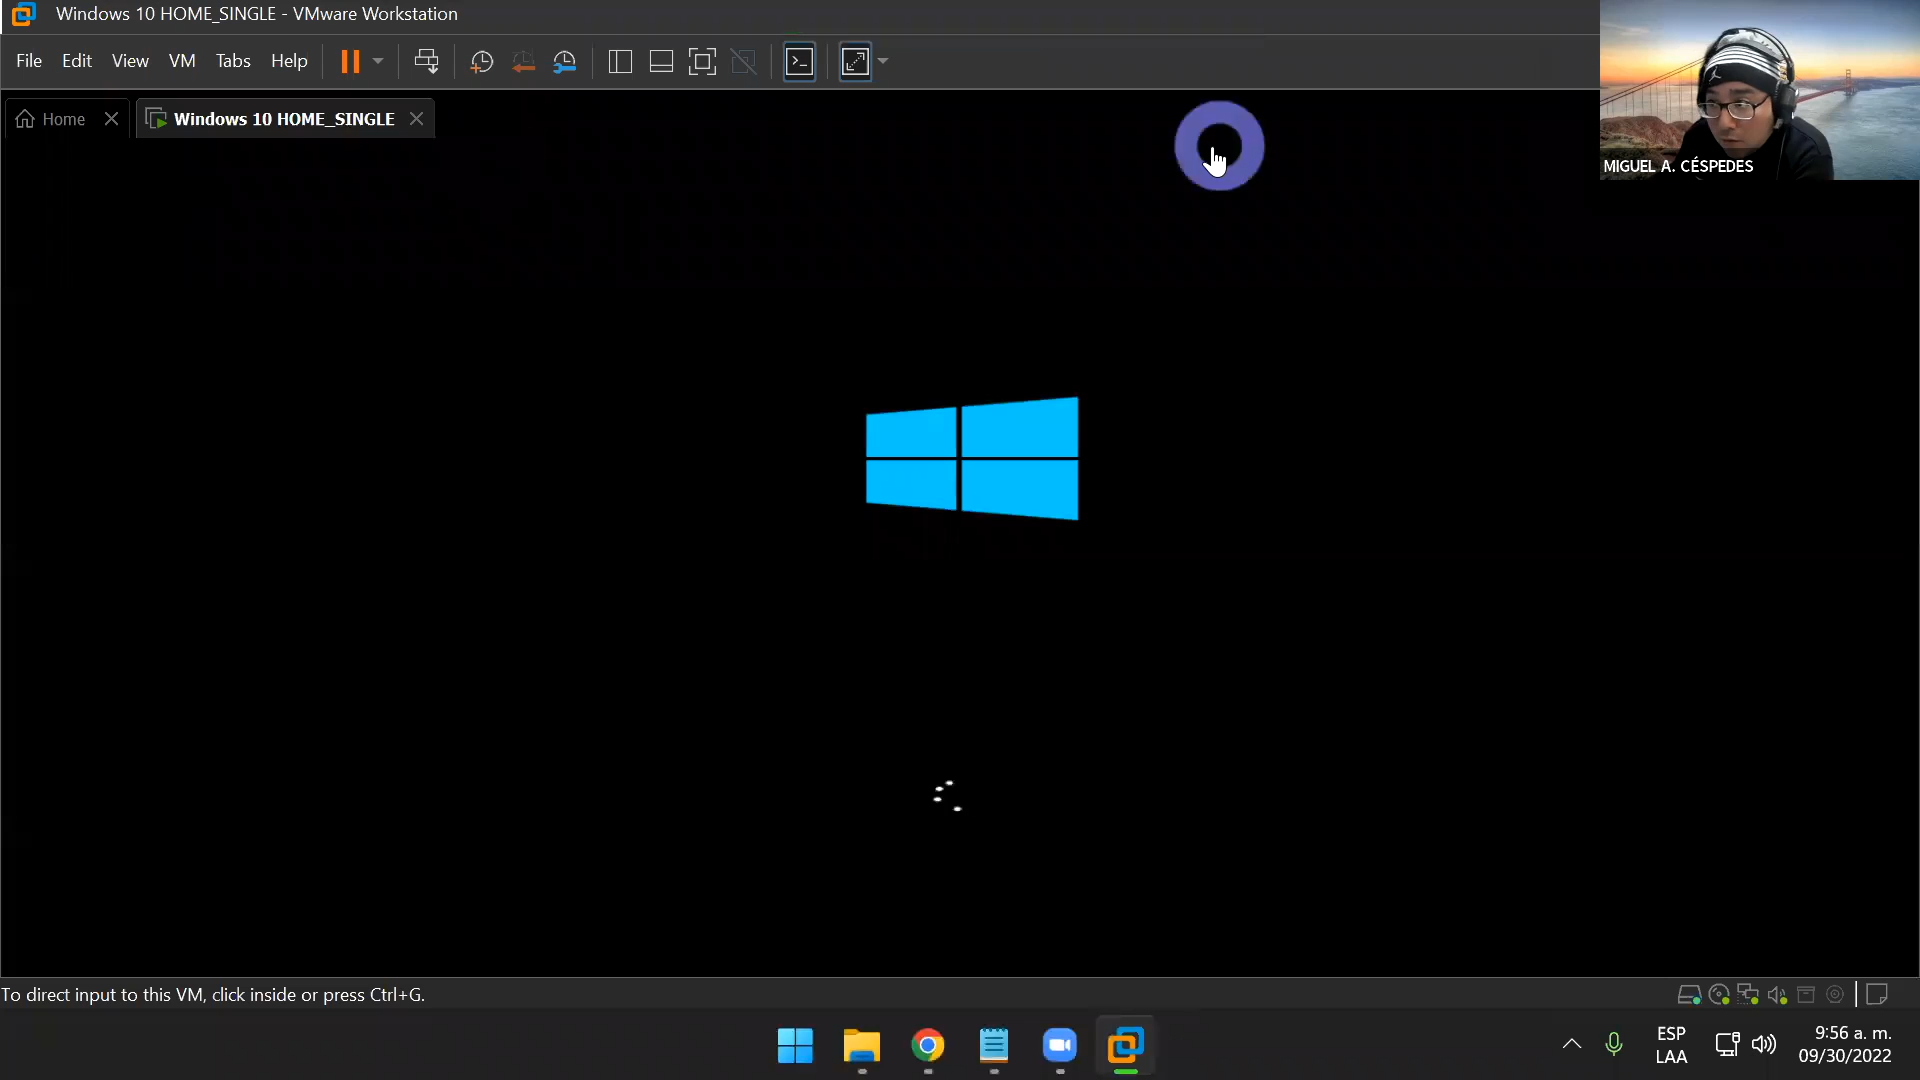 Windows 10 HOME_SINGLE - VMware Workstation
File Edit View VM Tabs Help
Home
Windows 10 HOME_SINGLE
MIGUEL A. CÉSPEDES
To direct input to this VM, click inside or press Ctrl+G.
ESP
LAA
9:56 a. m.
09/30/2022